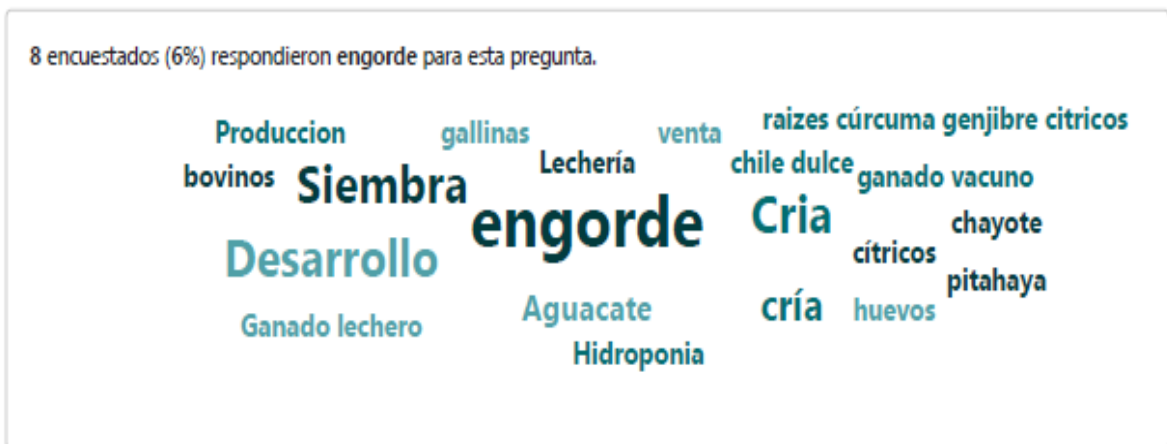 8 encuestados (6%) respondieron engorde para esta pregunta.
raizes cúrcuma genjibre citricos
Produccion
gallinas
venta
Lechería
chile dulce
bovinos
Siembra
ganado vacuno
engorde
Cria
chayote
cítricos
Desarrollo
pitahaya
Aguacate
cría
huevos
Ganado lechero
Hidroponia